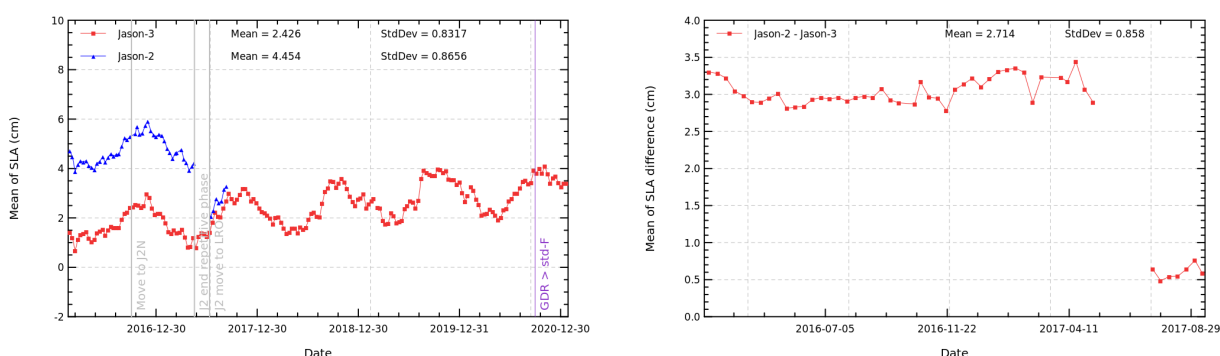 Jason-3 Mean = 2.426 StdDev = 0.8317
Jason-2 Mean = 4.454 StdDev = 0.8656
10
8
6
4
2
0
-2
Mean of SLA (cm)
Move to J2N
J2 end repetitive phase
J2 move to LRO
GDR > std-F
2016-12-30 2017-12-30 2018-12-30 2019-12-31 2020-12-30
Date
Jason-2 - Jason-3 Mean = 2.714 StdDev = 0.858
4.0
3.5
3.0
2.5
2.0
1.5
1.0
0.5
0.0
Mean of SLA difference (cm)
2016-07-05 2016-11-22 2017-04-11 2017-08-29
Date